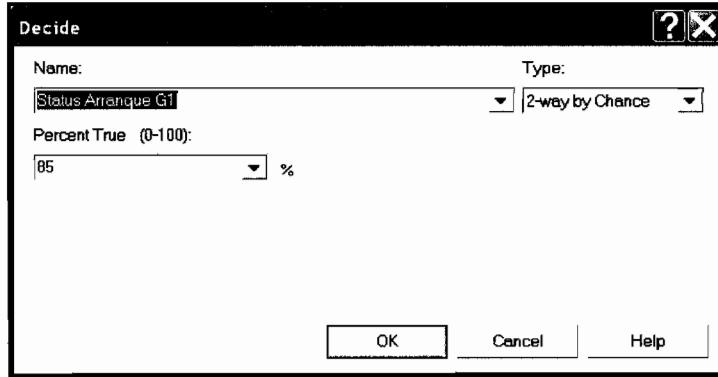 Decide
Name: Type:
Status Arranque G1 2-way by Chance
Percent True (0-100):
85 %
OK Cancel Help